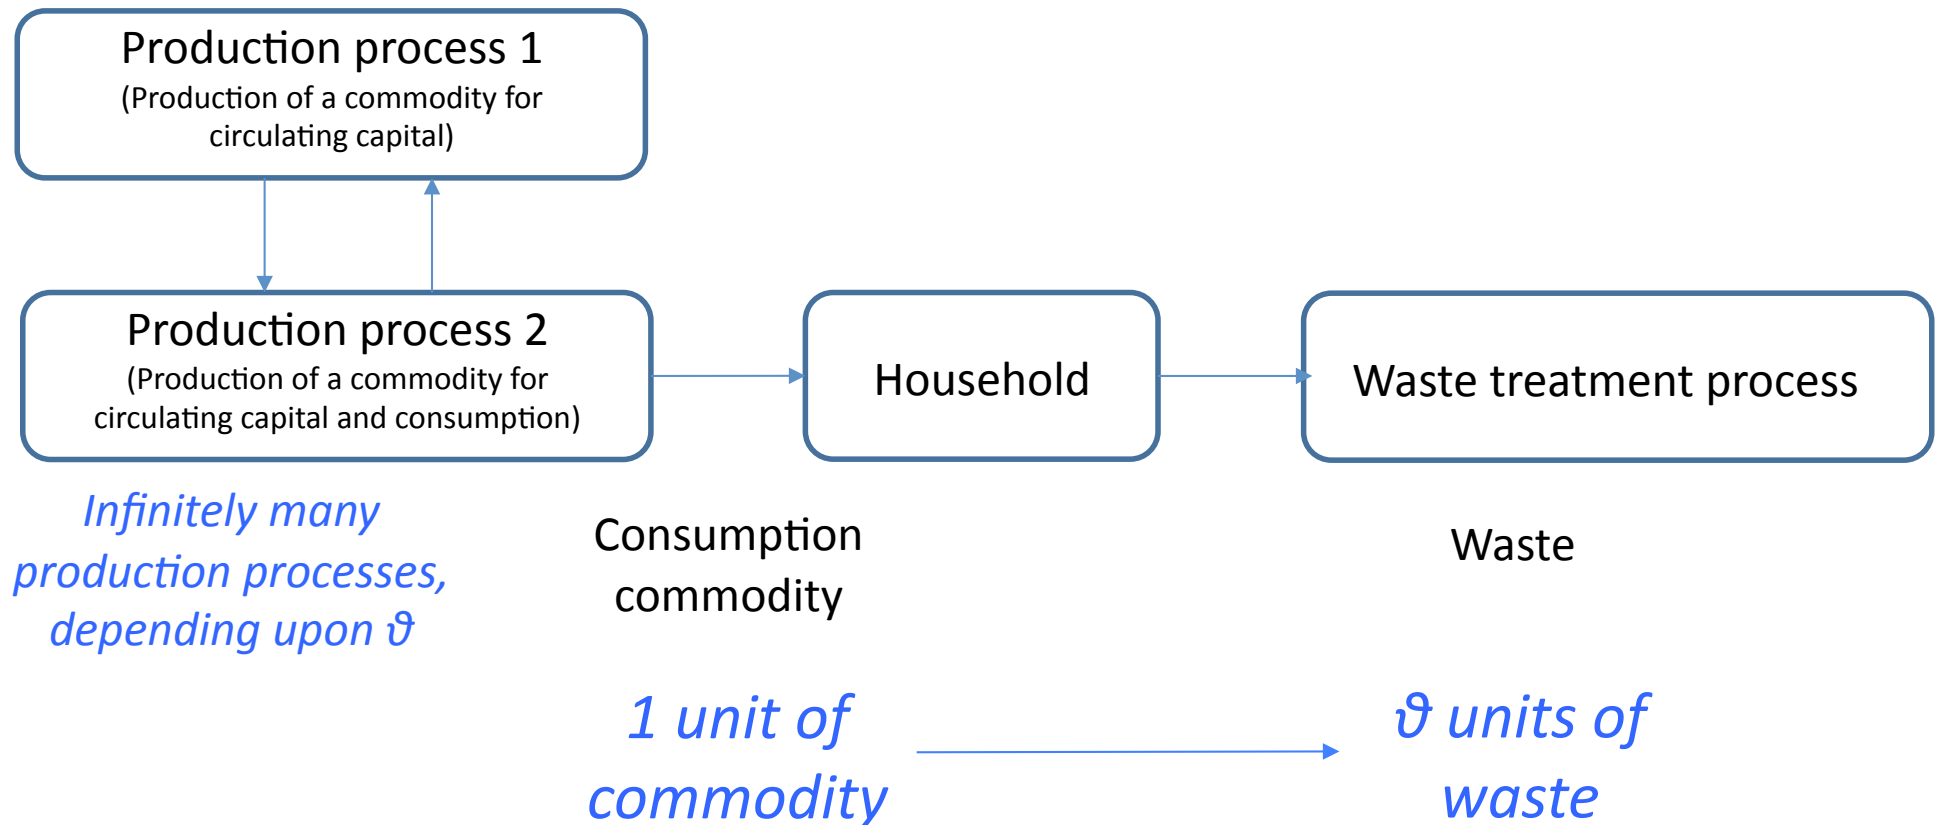 Production process 1
(Production of a commodity for
circulating capital)
Production process 2
(Production of a commodity for
circulating capital and consumption)
Household
Waste treatment process
Infinitely many
production processes,
depending upon ϑ
Consumption
commodity
Waste
1 unit of
commodity
ϑ units of
waste